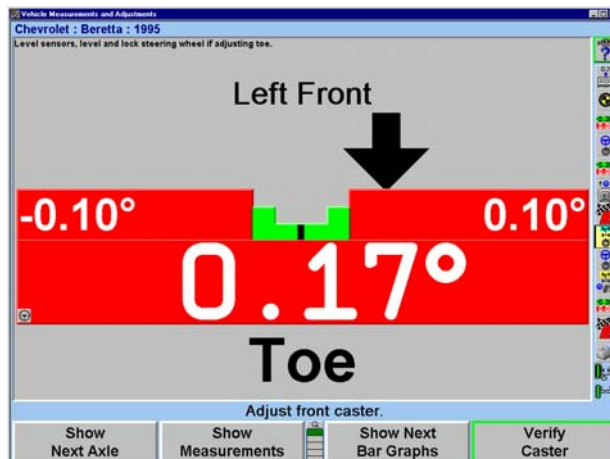 Vehicle Measurements and Adjustments
Chevrolet : Beretta : 1995
Level sensors, level and lock steering wheel if adjusting toe.
Left Front
-0.10° 0.10°
0.17°
Toe
Adjust front caster.
Show Next Axle
Show Measurements
Show Next Bar Graphs
Verify Caster